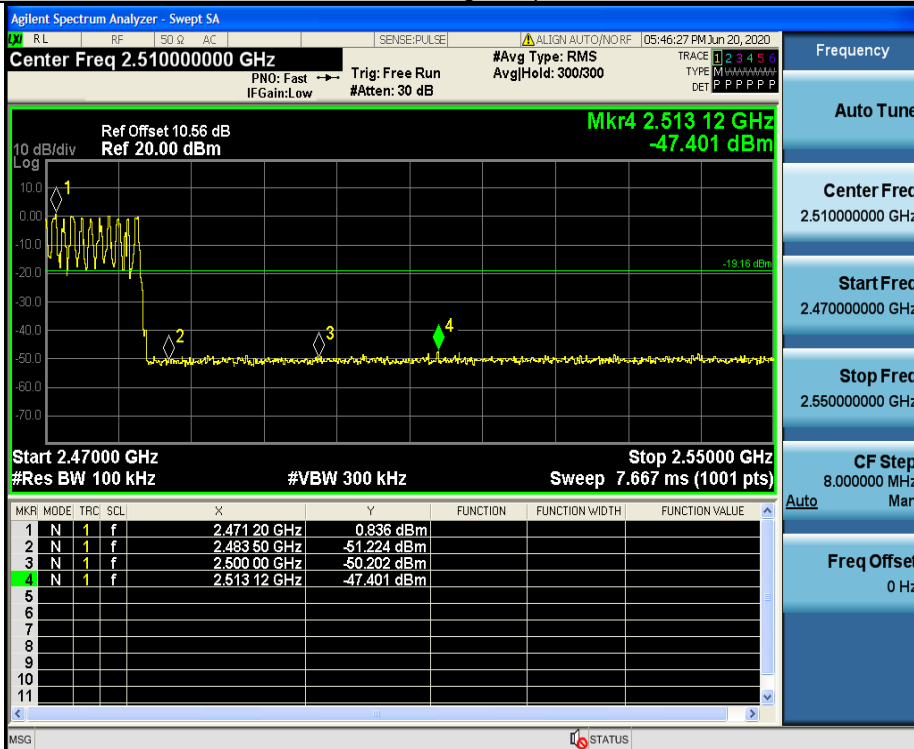 Agilent Spectrum Analyzer - Swept SA
LXI RL RF 50 Ω AC SENSE:PULSE ALIGN AUTO/NO RF 05:46:27 PM Jun 20, 2020
Center Freq 2.510000000 GHz
PNO: Fast
IFGain:Low
Trig: Free Run
#Atten: 30 dB
#Avg Type: RMS
Avg|Hold: 300/300
TRACE 1 2 3 4 5 6
TYPE M
DET P P P P P P
Mkr4 2.513 12 GHz
-47.401 dBm
Ref Offset 10.56 dB
10 dB/div Ref 20.00 dBm
Log
10.0
0.00
-10.0
-20.0
-30.0
-40.0
-50.0
-60.0
-70.0
1
2
3
4
-19.16 dBm
Start 2.47000 GHz Stop 2.55000 GHz
#Res BW 100 kHz #VBW 300 kHz Sweep 7.667 ms (1001 pts)
MKR MODE TRC SCL X Y FUNCTION FUNCTION WIDTH FUNCTION VALUE
1 N 1 f 2.471 20 GHz 0.836 dBm
2 N 1 f 2.483 50 GHz -51.224 dBm
3 N 1 f 2.500 00 GHz -50.202 dBm
4 N 1 f 2.513 12 GHz -47.401 dBm
5
6
7
8
9
10
11
MSG STATUS
Frequency
Auto Tune
Center Freq
2.510000000 GHz
Start Freq
2.470000000 GHz
Stop Freq
2.550000000 GHz
CF Step
8.000000 MHz
Auto Man
Freq Offset
0 Hz